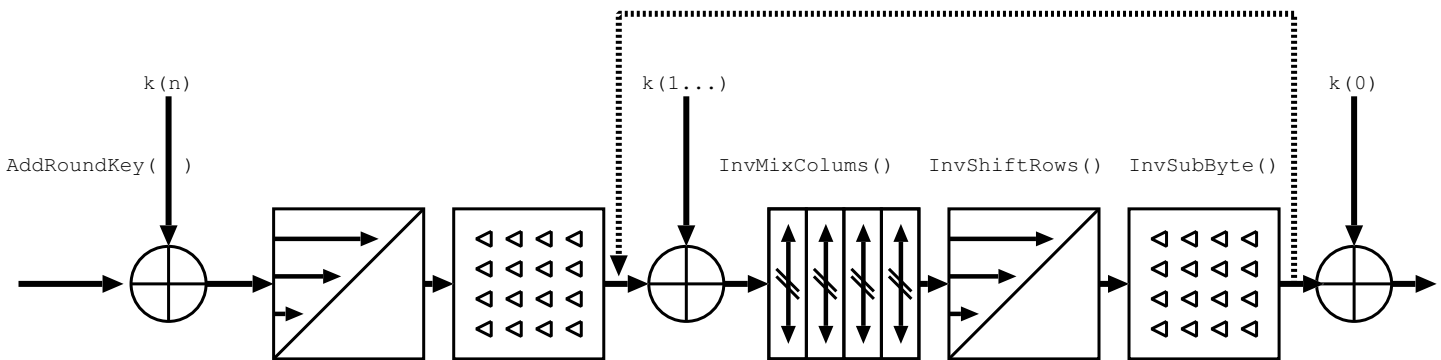 k(n)
k(1...)
k(0)
AddRoundKey( )
InvMixColums()
InvShiftRows()
InvSubByte()